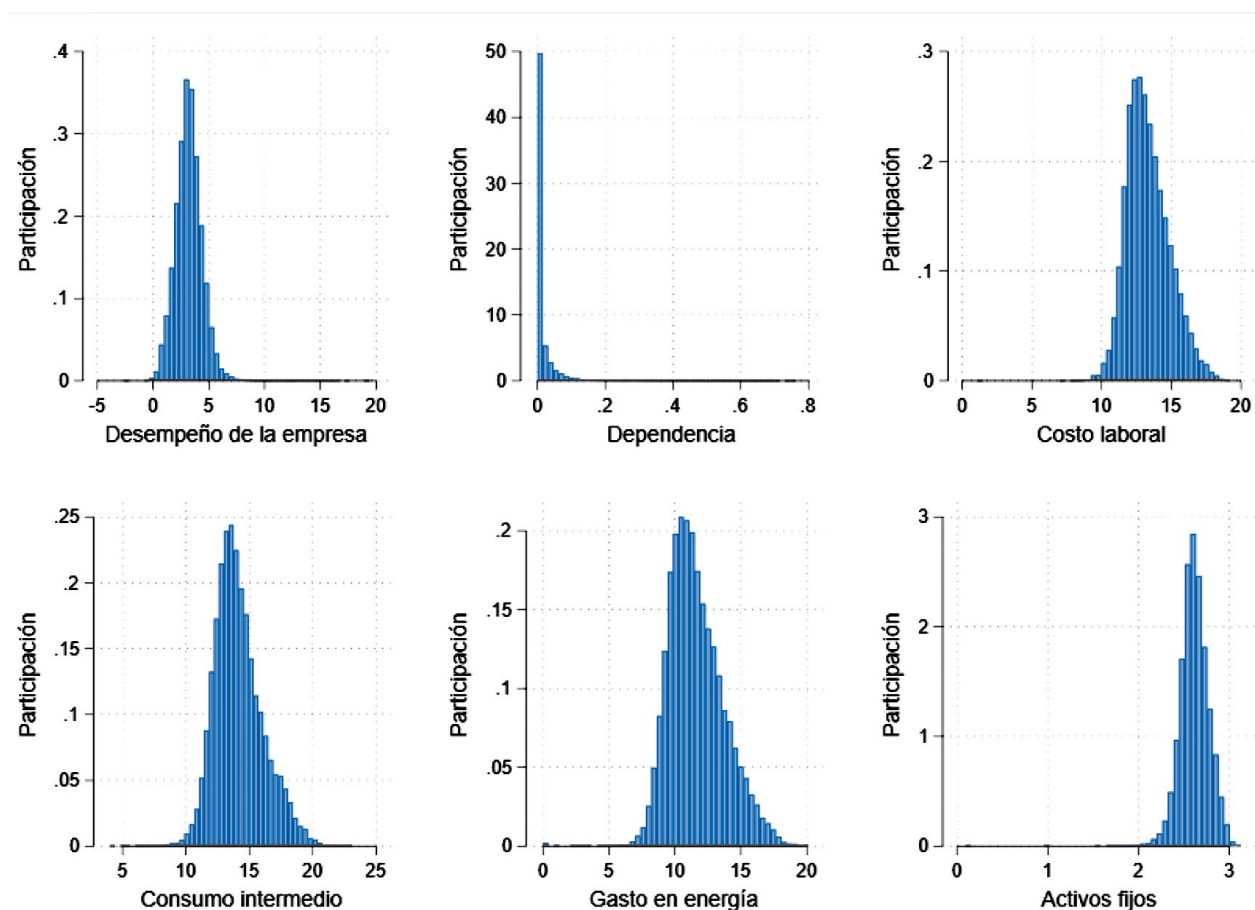 .4
.3
.2
.1
0
Participación
-5 0 5 10 15 20
Desempeño de la empresa
50
40
30
20
10
0
Participación
0 .2 .4 .6 .8
Dependencia
.3
.2
.1
0
Participación
0 10 15 20
Costo laboral
.25
.2
.15
.1
.05
0
Participación
5 10 15 20 25
Consumo intermedio
.2
.15
.1
.05
0
Participación
0 5 10 15 20
Gasto en energía
3
2
1
0
Participación
0 1 2 3
Activos fijos